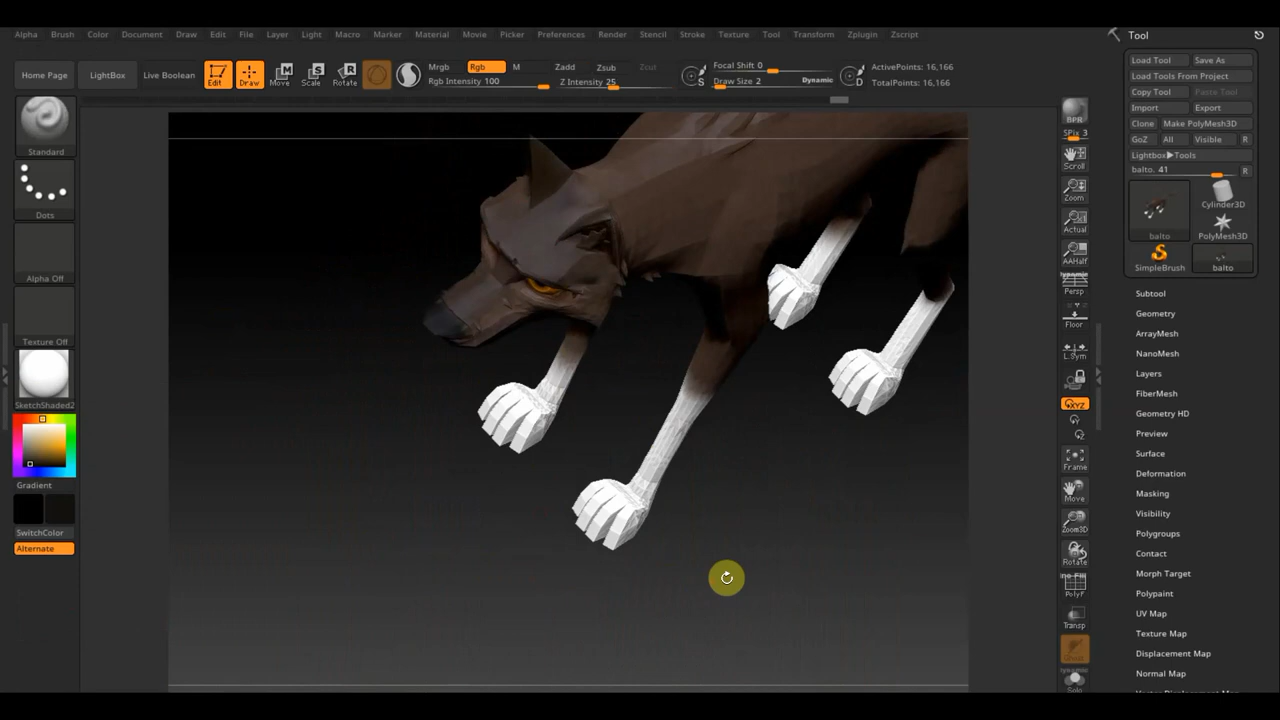 Alpha Brush Color Document Draw Edit File Layer Light Macro Marker Material Movie Picker Preferences Render Stencil Stroke Texture Tool Transform Zplugin Zscript
Tool
Load Tool Save As
Load Tools From Project
Copy Tool Paste Tool
Import Export
Clone Make PolyMesh3D
GoZ All Visible R
Lightbox▶Tools
balto. 41 R
balto
Cylinder3D
PolyMesh3D
SimpleBrush
balto
Home Page LightBox Live Boolean Edit Draw Move Scale Rotate
Mrgb Rgb M Zadd Zsub Zcut
Rgb Intensity 100 Z Intensity 25
Focal Shift 0
Draw Size 2 Dynamic
S D
ActivePoints: 16,166
TotalPoints: 16,166
Standard
Dots
Alpha Off
Texture Off
SketchShaded2
Gradient
SwitchColor
Alternate
BPR
SPix 3
Scroll
Zoom
Actual
AAHalf
Dynamic
Persp
Floor
L.Sym
XYZ
Y
Z
Frame
Move
Zoom3D
Rotate
PolyF
Transp
Ghost
Dynamic
Solo
Subtool
Geometry
ArrayMesh
NanoMesh
Layers
FiberMesh
Geometry HD
Preview
Surface
Deformation
Masking
Visibility
Polygroups
Contact
Morph Target
Polypaint
UV Map
Texture Map
Displacement Map
Normal Map